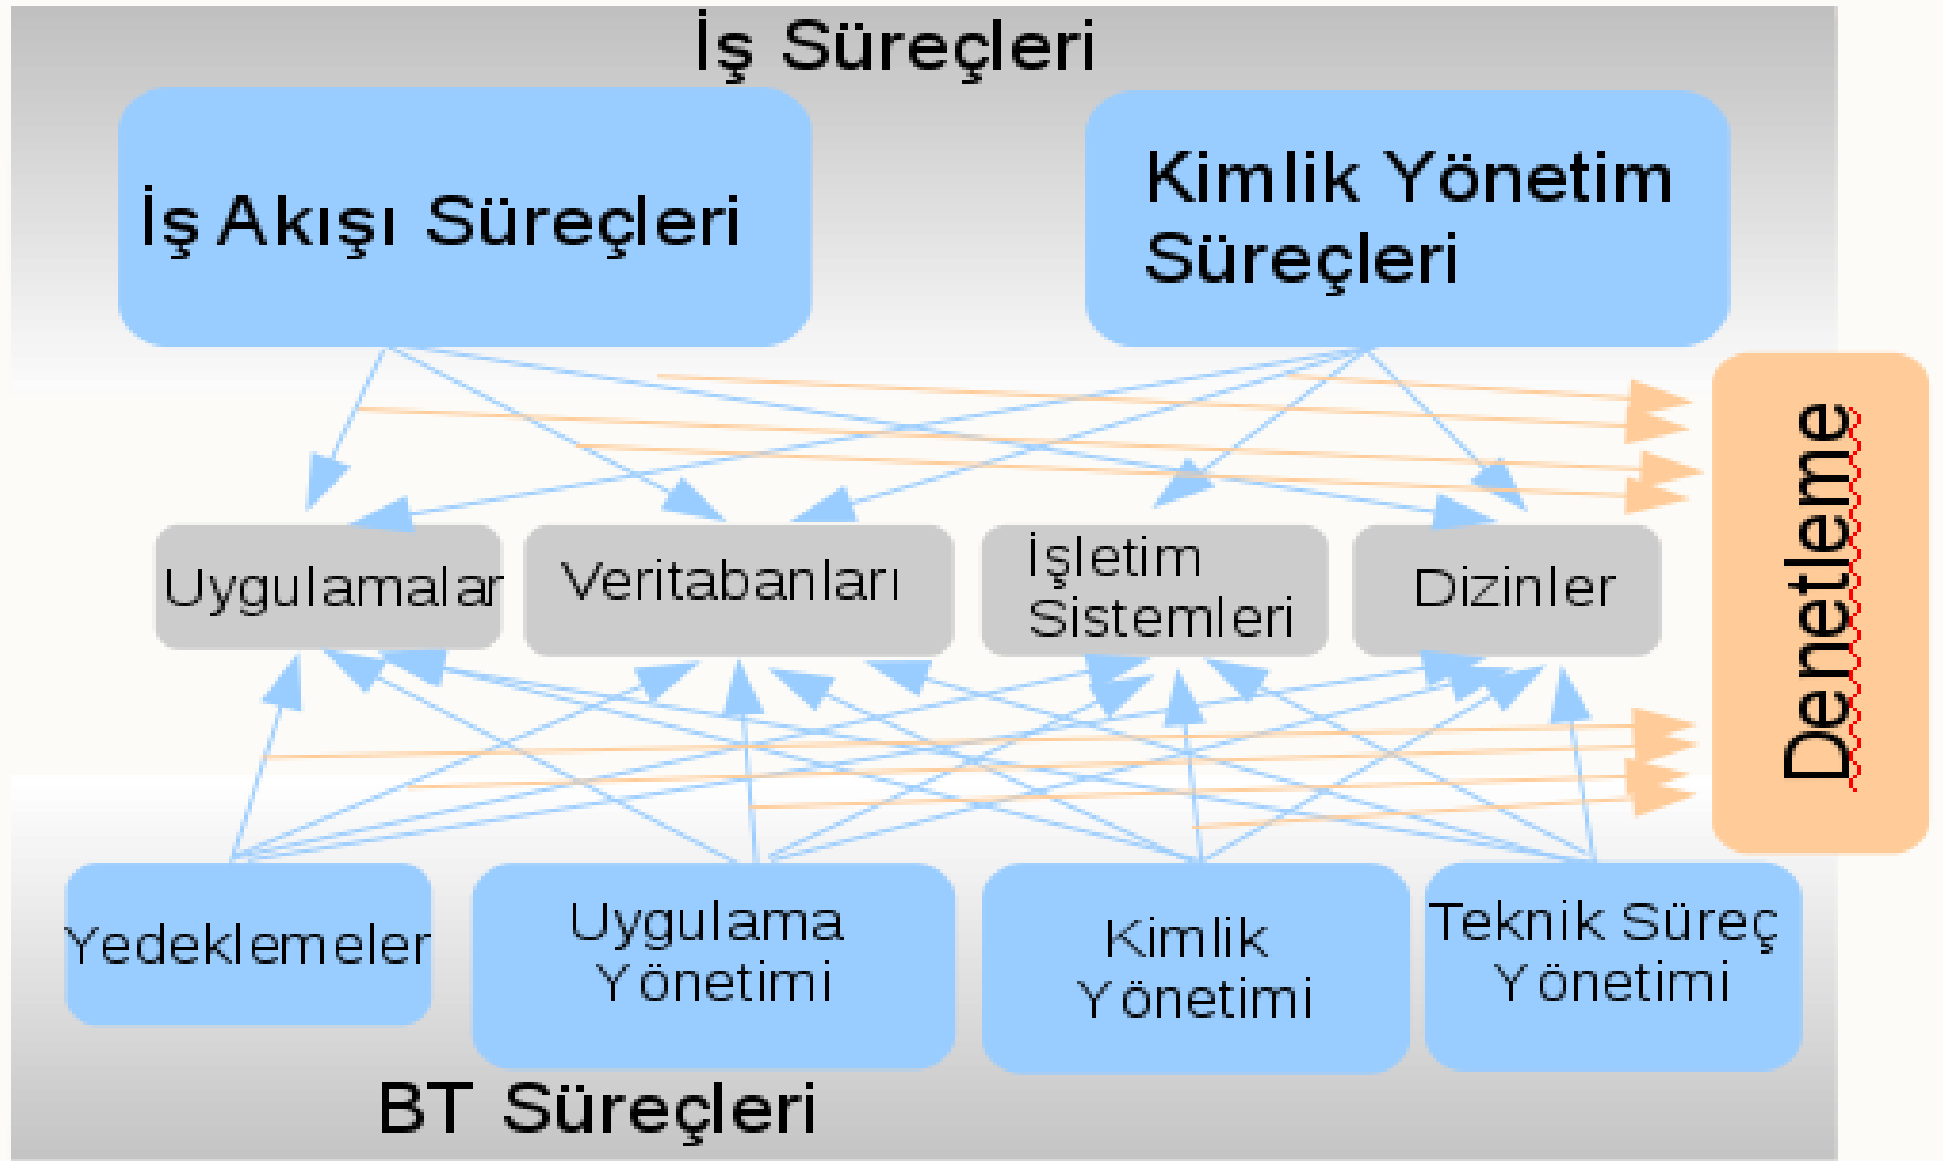 İş Süreçleri
İş Akışı Süreçleri
Kimlik Yönetim
Süreçleri
Uygulamalar
Veritabanları
İşletim
Sistemleri
Dizinler
Denetleme
Yedeklemeler
Uygulama
Yönetimi
Kimlik
Yönetimi
Teknik Süreç
Yönetimi
BT Süreçleri